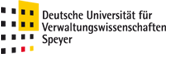 Deutsche Universität für
Verwaltungswissenschaften
Speyer